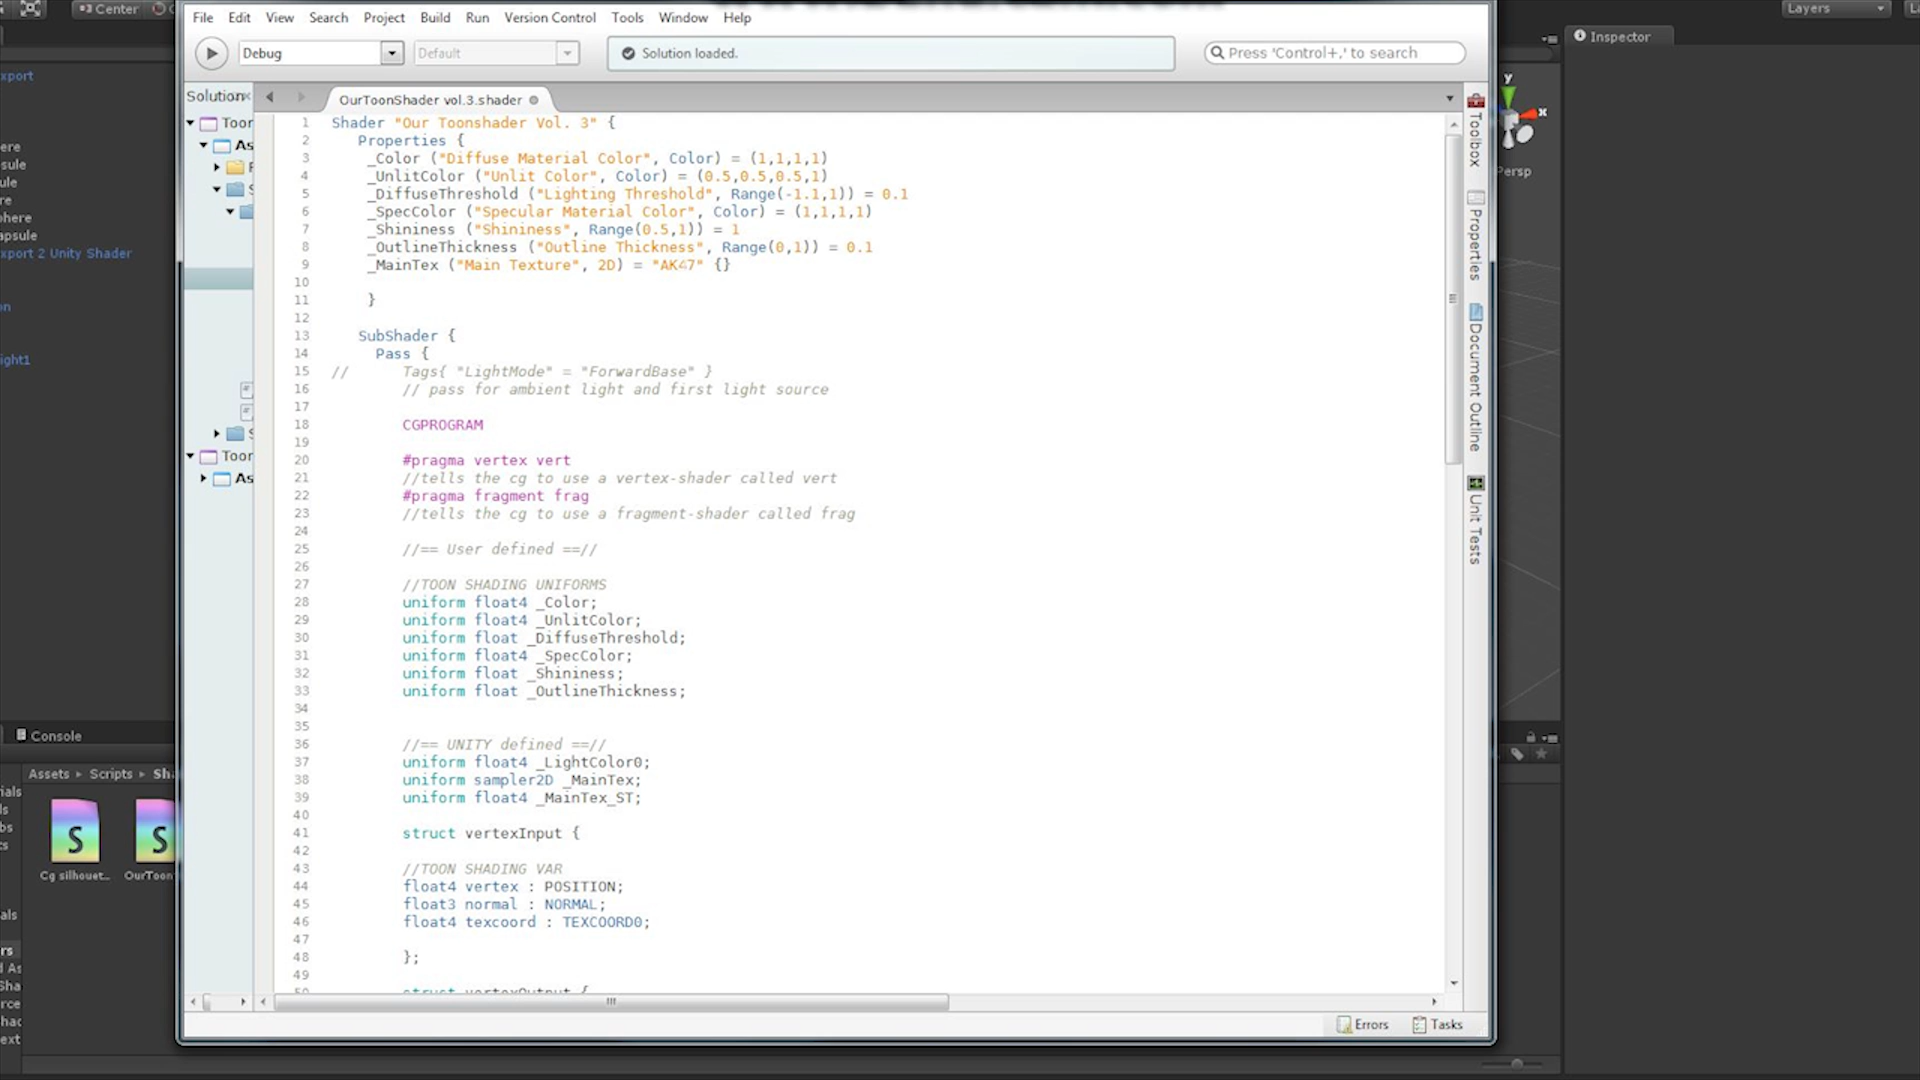 Center
Layers
File Edit View Search Project Build Run Version Control Tools Window Help
Debug
Default
Solution loaded.
Press 'Control+,' to search
Inspector
Solution
OurToonShader vol.3.shader
Toolbox
Properties
Document Outline
Unit Tests
y
x
Persp
xport
ere
sule
ule
re
phere
apsule
xport 2 Unity Shader
on
ight1
Toor
As
Toor
As
1 Shader "Our Toonshader Vol. 3" {
2 Properties {
3 _Color ("Diffuse Material Color", Color) = (1,1,1,1)
4 _UnlitColor ("Unlit Color", Color) = (0.5,0.5,0.5,1)
5 _DiffuseThreshold ("Lighting Threshold", Range(-1.1,1)) = 0.1
6 _SpecColor ("Specular Material Color", Color) = (1,1,1,1)
7 _Shininess ("Shininess", Range(0.5,1)) = 1
8 _OutlineThickness ("Outline Thickness", Range(0,1)) = 0.1
9 _MainTex ("Main Texture", 2D) = "AK47" {}
10
11 }
12
13 SubShader {
14 Pass {
15 // Tags{ "LightMode" = "ForwardBase" }
16 // pass for ambient light and first light source
17
18 CGPROGRAM
19
20 #pragma vertex vert
21 //tells the cg to use a vertex-shader called vert
22 #pragma fragment frag
23 //tells the cg to use a fragment-shader called frag
24
25 //== User defined ==//
26
27 //TOON SHADING UNIFORMS
28 uniform float4 _Color;
29 uniform float4 _UnlitColor;
30 uniform float _DiffuseThreshold;
31 uniform float4 _SpecColor;
32 uniform float _Shininess;
33 uniform float _OutlineThickness;
34
35
36 //== UNITY defined ==//
37 uniform float4 _LightColor0;
38 uniform sampler2D _MainTex;
39 uniform float4 _MainTex_ST;
40
41 struct vertexInput {
42
43 //TOON SHADING VAR
44 float4 vertex : POSITION;
45 float3 normal : NORMAL;
46 float4 texcoord : TEXCOORD0;
47
48 };
49
50 struct vertexOutput {
Console
Assets ▸ Scripts ▸ Sha
Cg silhouet...
OurToon
Errors Tasks